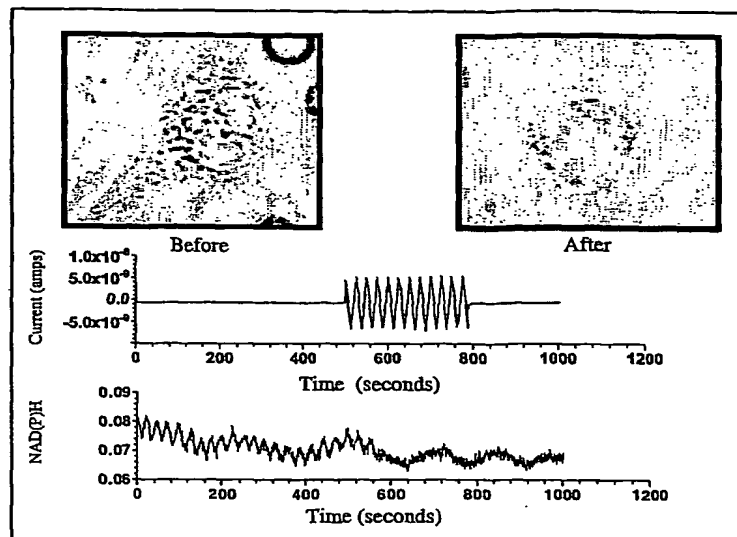 Before After
1.0x10⁻⁸
5.0x10⁻⁹
0.0
-5.0x10⁻⁹
Current (amps)
0 200 400 600 800 1000 1200
Time (seconds)
0.09
0.08
0.07
0.06
NAD(P)H
0 200 400 600 800 1000 1200
Time (seconds)